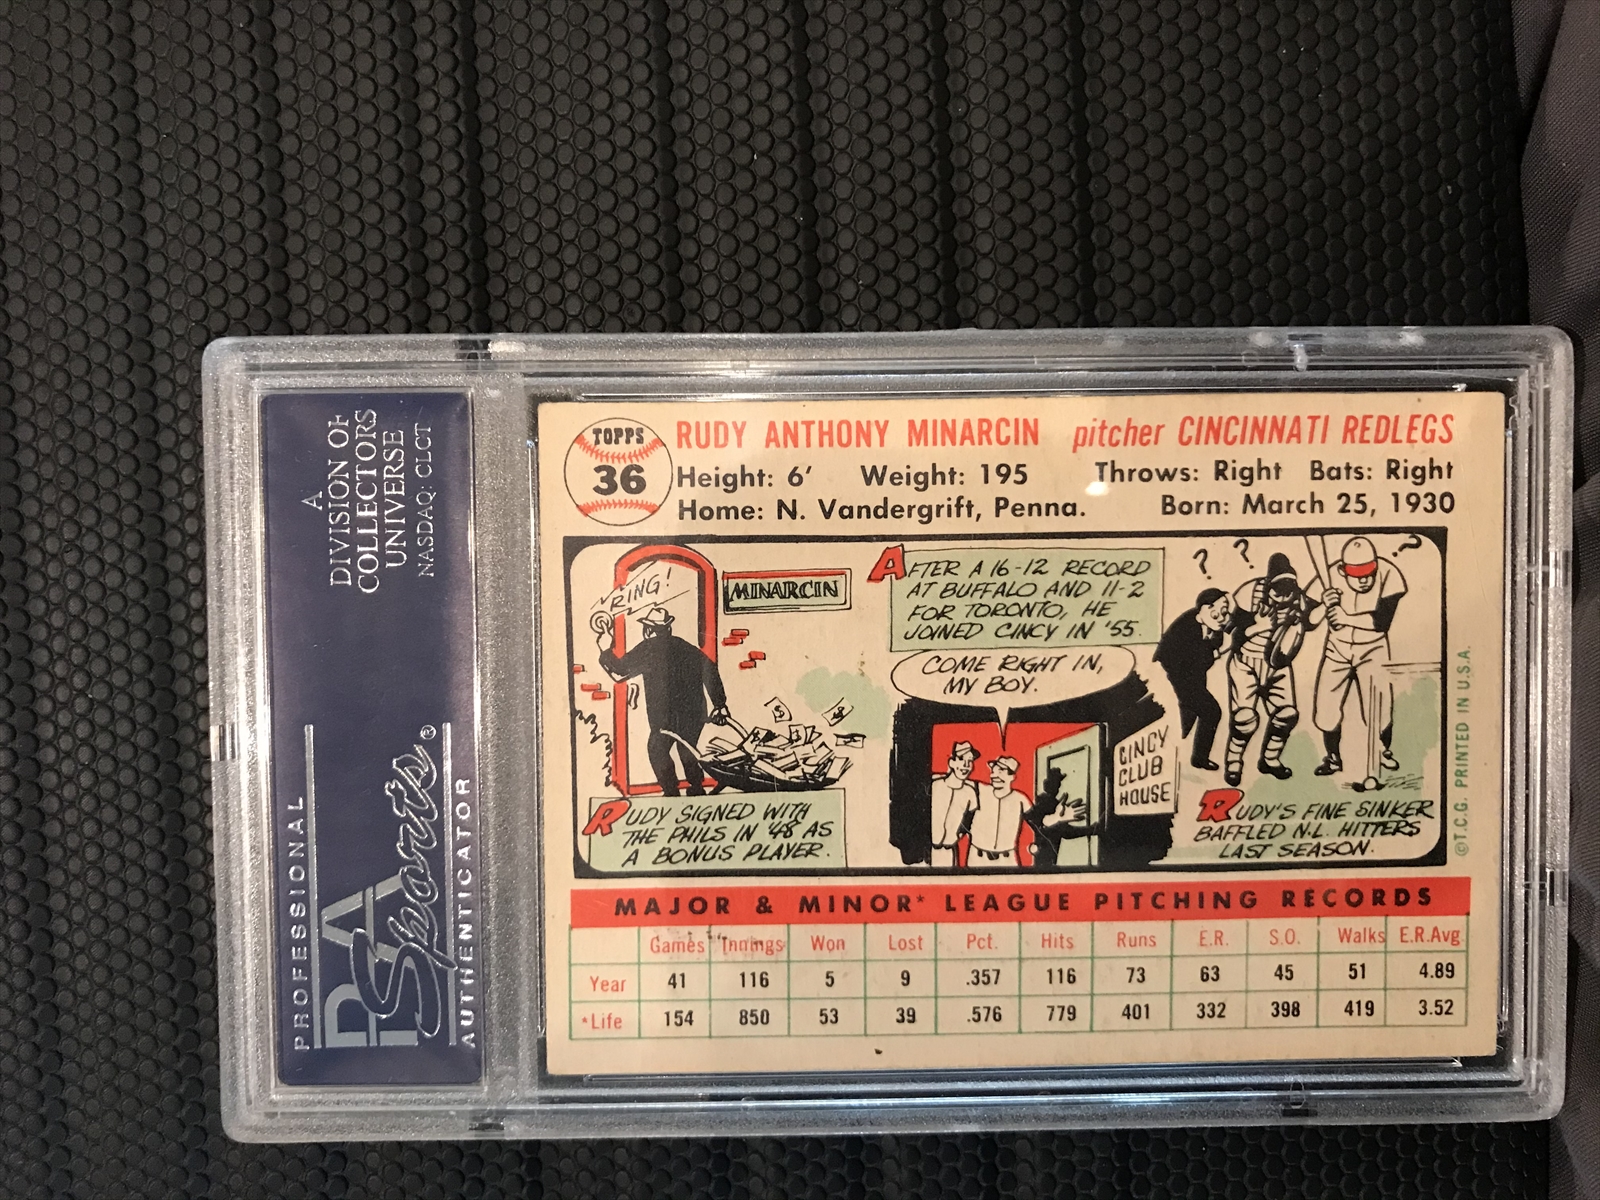 A
DIVISION OF
COLLECTORS
UNIVERSE
NASDAQ: CLCT
PROFESSIONAL
PSA
Sports®
AUTHENTICATOR
TOPPS
36
RUDY ANTHONY MINARCIN pitcher CINCINNATI REDLEGS
Height: 6' Weight: 195 Throws: Right Bats: Right
Home: N. Vandergrift, Penna. Born: March 25, 1930
RING!
MINARCIN
RUDY SIGNED WITH
THE PHILS IN '48 AS
A BONUS PLAYER.
AFTER A 16-12 RECORD
AT BUFFALO AND 11-2
FOR TORONTO, HE
JOINED CINCY IN '55.
COME RIGHT IN,
MY BOY.
CINCY
CLUB
HOUSE
? ? ?
RUDY'S FINE SINKER
BAFFLED N.L. HITTERS
LAST SEASON.
©T.C.G. PRINTED IN U.S.A.
MAJOR & MINOR* LEAGUE PITCHING RECORDS
Games Innings Won Lost Pct. Hits Runs E.R. S.O. Walks E.R.Avg
Year 41 116 5 9 .357 116 73 63 45 51 4.89
*Life 154 850 53 39 .576 779 401 332 398 419 3.52